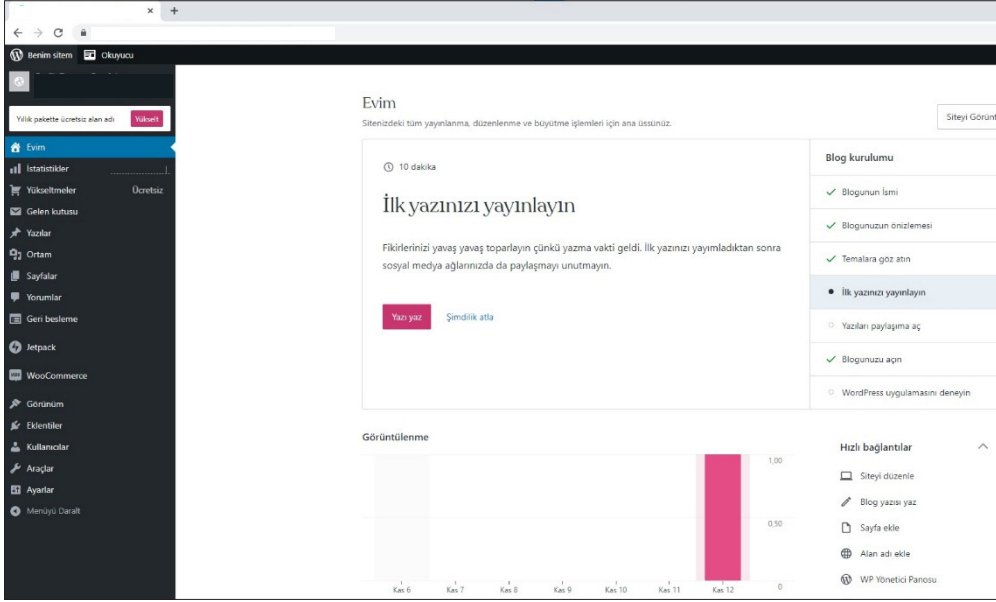 Benim sitem
Okuyucu
Yıllık pakette ücretsiz alan adı
Yükselt
Evim
İstatistikler
Yükseltmeler Ücretsiz
Gelen kutusu
Yazılar
Ortam
Sayfalar
Yorumlar
Geri besleme
Jetpack
WooCommerce
Görünüm
Eklentiler
Kullanıcılar
Araçlar
Ayarlar
Menüyü Daralt
Evim
Sitenizdeki tüm yayınlanma, düzenlenme ve büyütme işlemleri için ana üssünüz.
Siteyi Görünt
10 dakika
İlk yazınızı yayınlayın
Fikirlerinizi yavaş yavaş toparlayın çünkü yazma vakti geldi. İlk yazınızı yayımladıktan sonra
sosyal medya ağlarınızda da paylaşmayı unutmayın.
Yazı yaz
Şimdilik atla
Blog kurulumu
Blogunun İsmi
Blogunuzun önizlemesi
Temalara göz atın
İlk yazınızı yayınlayın
Yazıları paylaşıma aç
Blogunuzu açın
WordPress uygulamasını deneyin
Görüntülenme
1,00
0,50
0
Kas 6 Kas 7 Kas 8 Kas 9 Kas 10 Kas 11 Kas 12
Hızlı bağlantılar
Siteyi düzenle
Blog yazısı yaz
Sayfa ekle
Alan adı ekle
WP Yönetici Panosu